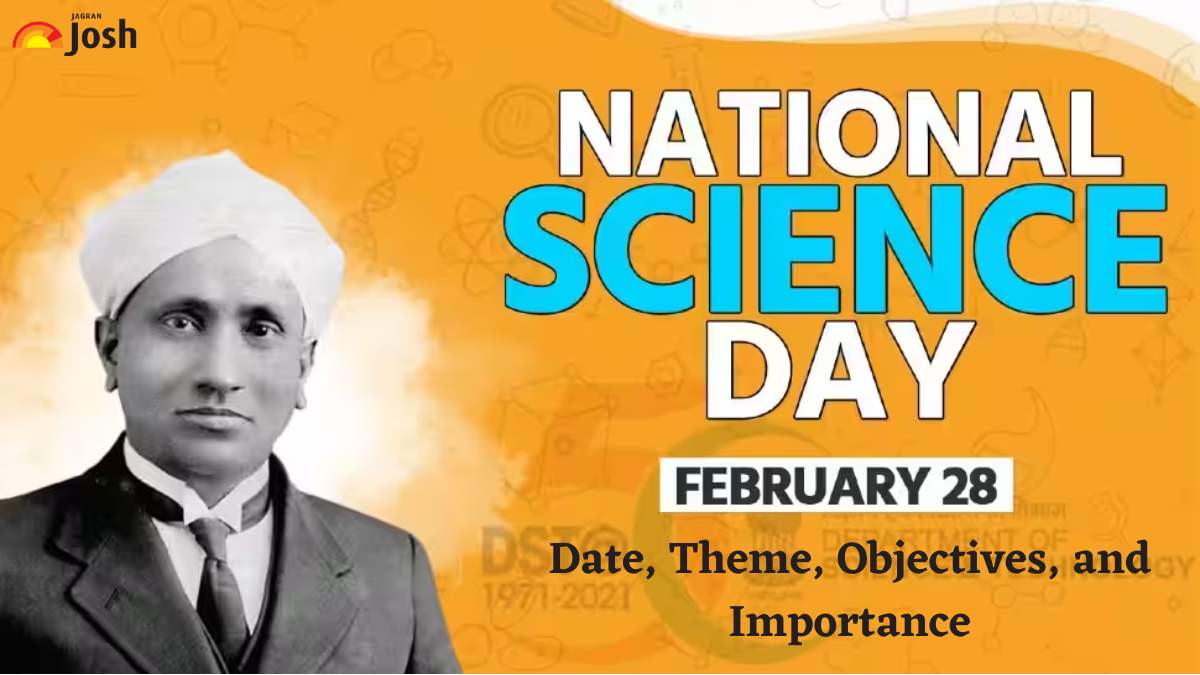 JAGRAN
Josh
NATIONAL
SCIENCE
DAY
FEBRUARY 28
DST@
1971-2021
DEPARTMENT OF
Date, Theme, Objectives, and
Importance